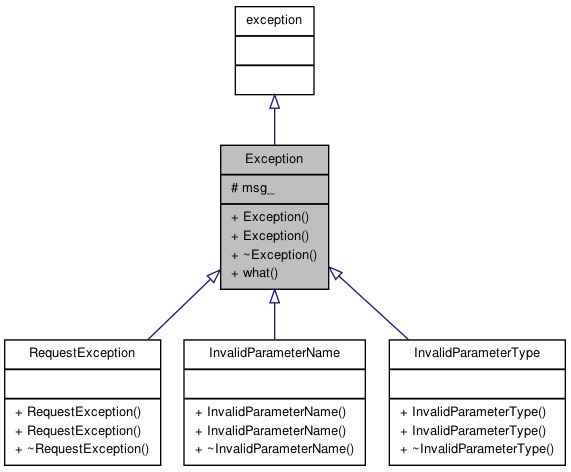 exception
Exception
# msg_
+ Exception()
+ Exception()
+ ~Exception()
+ what()
RequestException
+ RequestException()
+ RequestException()
+ ~RequestException()
InvalidParameterName
+ InvalidParameterName()
+ InvalidParameterName()
+ ~InvalidParameterName()
InvalidParameterType
+ InvalidParameterType()
+ InvalidParameterType()
+ ~InvalidParameterType()